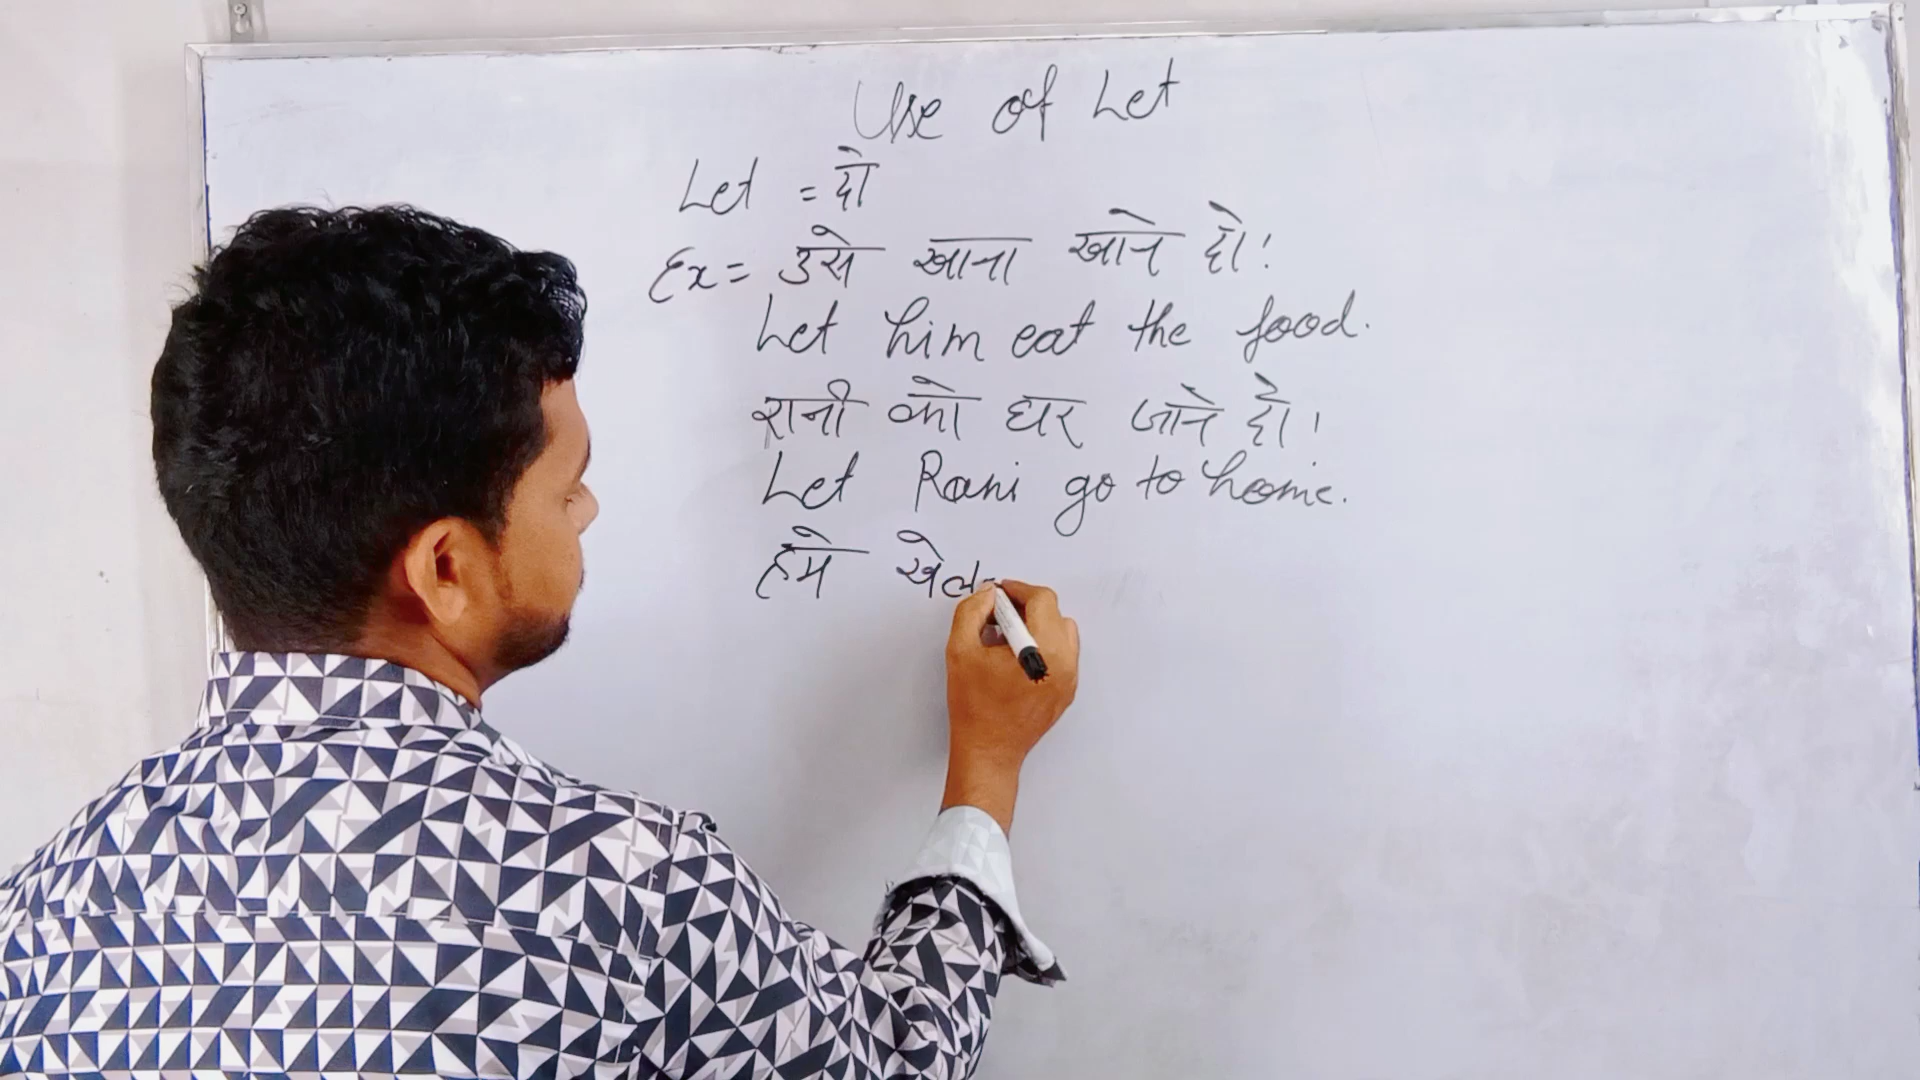 Use of Let
Let = दो
Ex = उसे खाना खाने दो!
Let him eat the food.
रानी को घर जाने दो।
Let Rani go to home.
हमे खेल